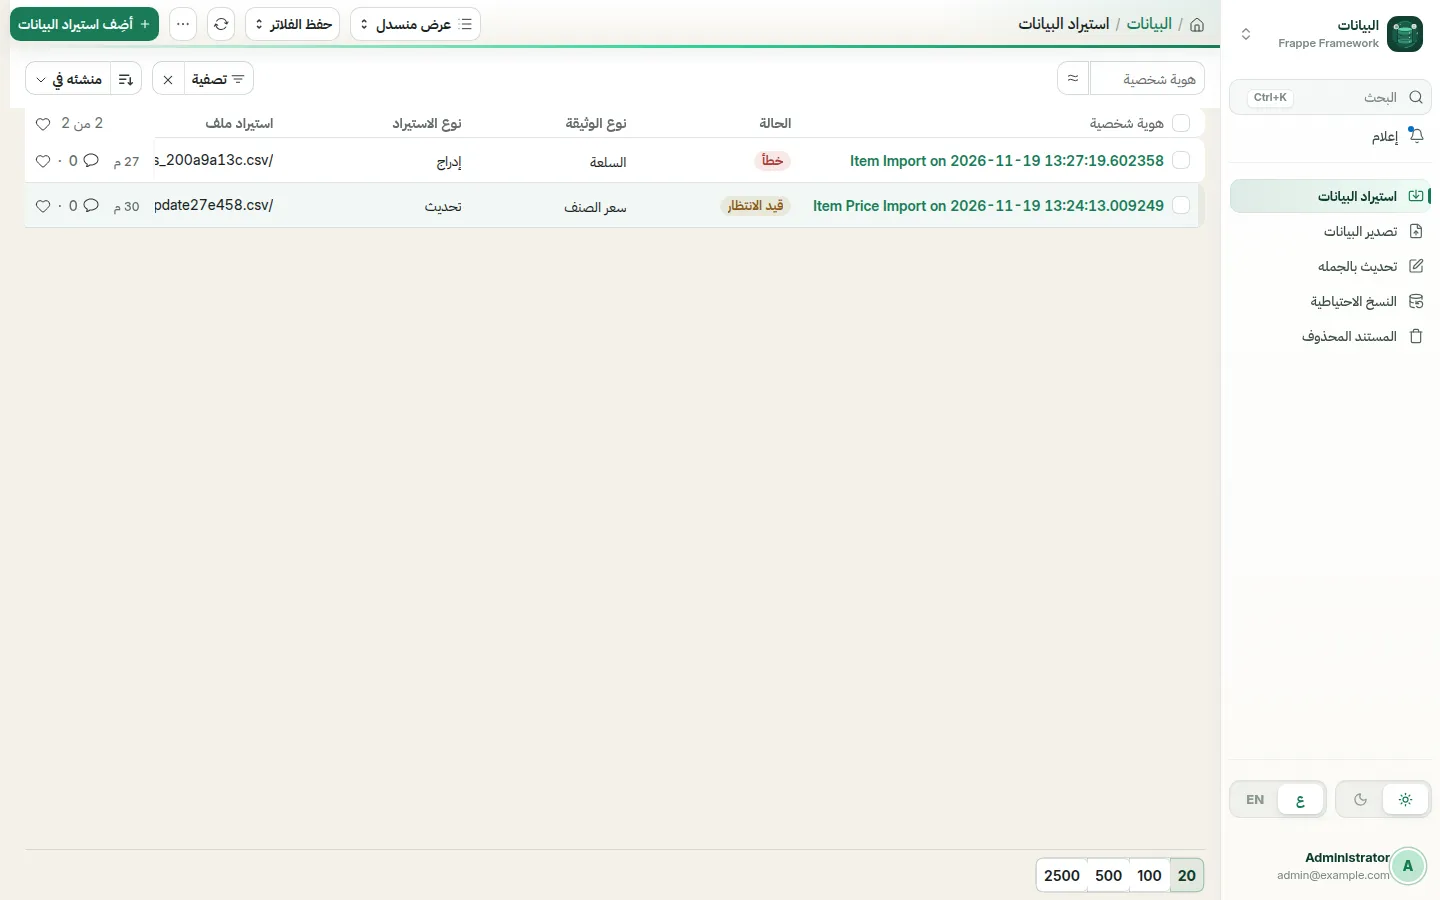 البيانات
Frappe Framework
البحث
Ctrl+K
إعلام
استيراد البيانات
تصدير البيانات
تحديث بالجمله
النسخ الاحتياطية
المستند المحذوف
ع
EN
Administrator
admin@example.com
A
البيانات / استيراد البيانات
عرض منسدل
حفظ الفلاتر
أضِف استيراد البيانات
هوية شخصية
≈
تصفية
منشئه في
هوية شخصية الحالة نوع الوثيقة نوع الاستيراد استيراد ملف 2 من 2
Item Import on 2026-11-19 13:27:19.602358 خطأ السلعة إدراج s_200a9a13c.csv/ 27 م 0 ·
Item Price Import on 2026-11-19 13:24:13.009249 قيد الانتظار سعر الصنف تحديث pdate27e458.csv/ 30 م 0 ·
20 100 500 2500